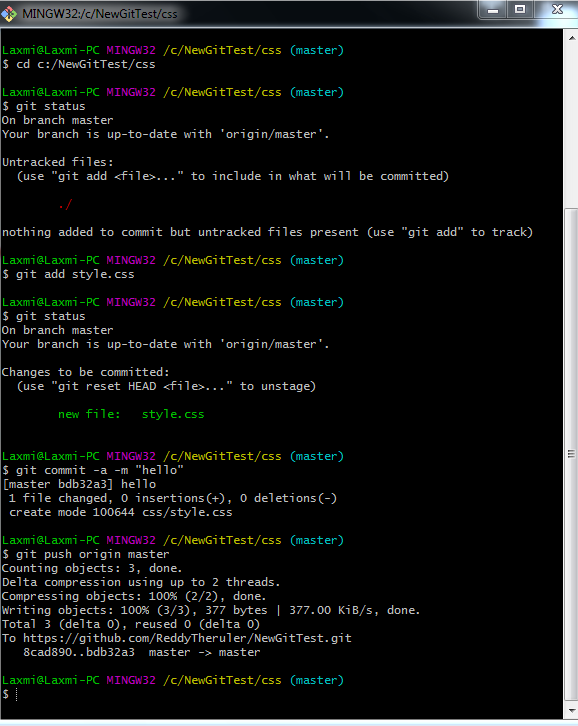 MINGW32:/c/NewGitTest/css
Laxmi@Laxmi-PC MINGW32 /c/NewGitTest/css (master)
$ cd c:/NewGitTest/css
Laxmi@Laxmi-PC MINGW32 /c/NewGitTest/css (master)
$ git status
On branch master
Your branch is up-to-date with 'origin/master'.
Untracked files:
(use "git add <file>..." to include in what will be committed)
./
nothing added to commit but untracked files present (use "git add" to track)
Laxmi@Laxmi-PC MINGW32 /c/NewGitTest/css (master)
$ git add style.css
Laxmi@Laxmi-PC MINGW32 /c/NewGitTest/css (master)
$ git status
On branch master
Your branch is up-to-date with 'origin/master'.
Changes to be committed:
(use "git reset HEAD <file>..." to unstage)
new file:   style.css
Laxmi@Laxmi-PC MINGW32 /c/NewGitTest/css (master)
$ git commit -a -m "hello"
[master bdb32a3] hello
1 file changed, 0 insertions(+), 0 deletions(-)
create mode 100644 css/style.css
Laxmi@Laxmi-PC MINGW32 /c/NewGitTest/css (master)
$ git push origin master
Counting objects: 3, done.
Delta compression using up to 2 threads.
Compressing objects: 100% (2/2), done.
Writing objects: 100% (3/3), 377 bytes | 377.00 KiB/s, done.
Total 3 (delta 0), reused 0 (delta 0)
To https://github.com/ReddyTheruler/NewGitTest.git
8cad890..bdb32a3  master -> master
Laxmi@Laxmi-PC MINGW32 /c/NewGitTest/css (master)
$